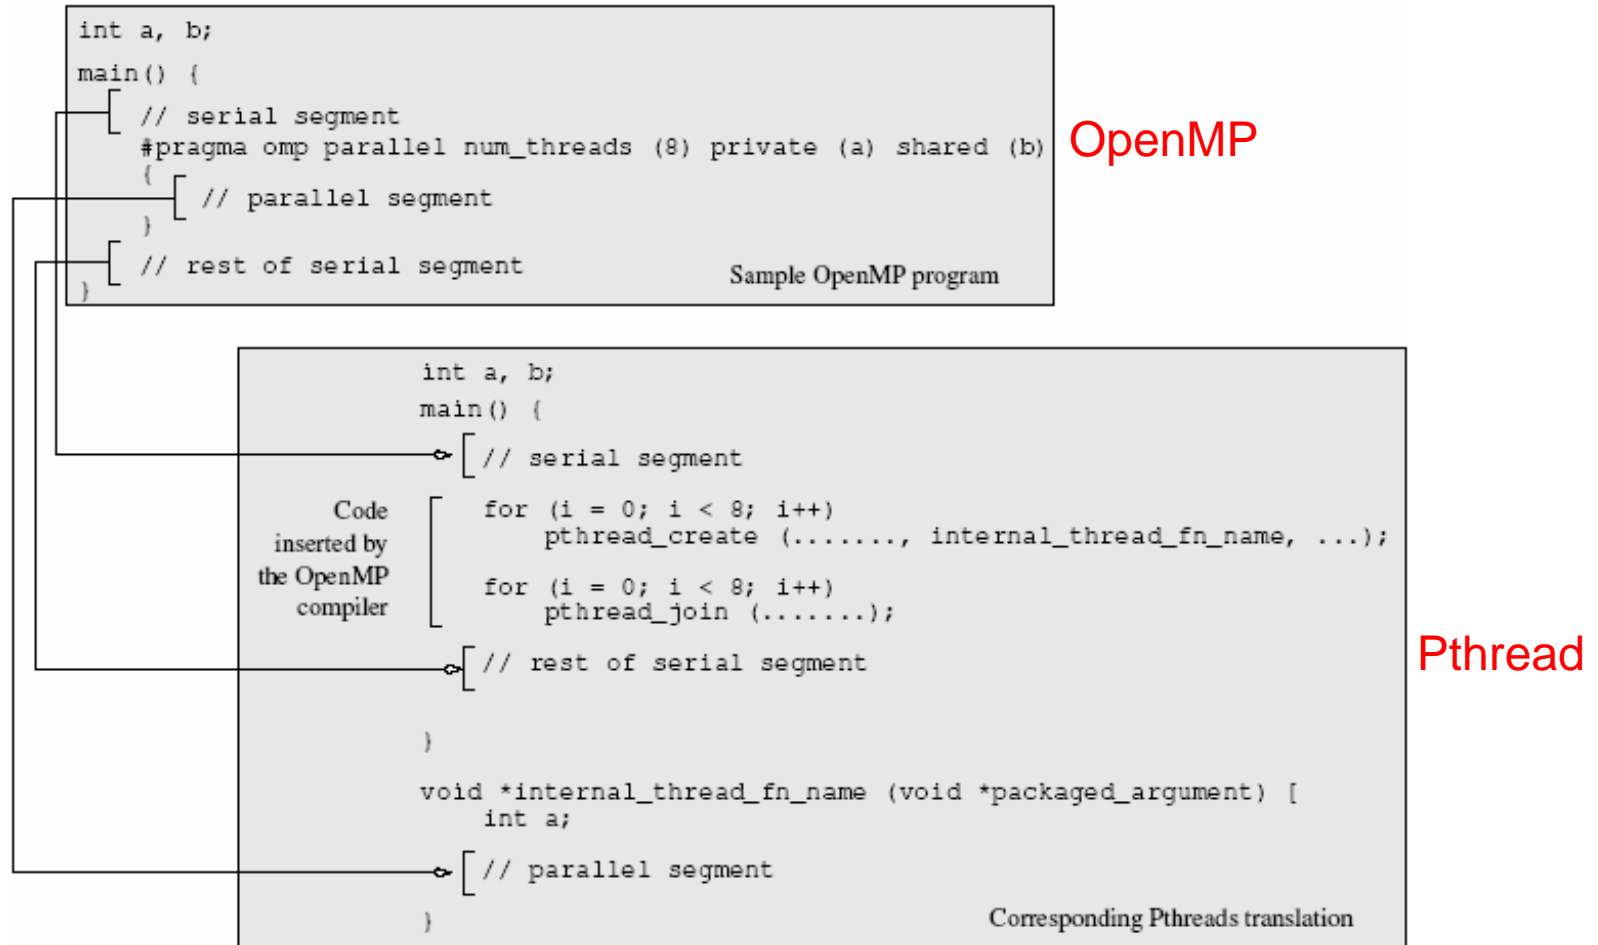 int a, b;
main() {
// serial segment
#pragma omp parallel num_threads (8) private (a) shared (b)
{
// parallel segment
}
// rest of serial segment
}
Sample OpenMP program
OpenMP
int a, b;
main() {
// serial segment
Code
inserted by
the OpenMP
compiler
for (i = 0; i < 8; i++)
pthread_create (......., internal_thread_fn_name, ...);
for (i = 0; i < 8; i++)
pthread_join (.......);
// rest of serial segment
}
void *internal_thread_fn_name (void *packaged_argument) [
int a;
// parallel segment
}
Corresponding Pthreads translation
Pthread